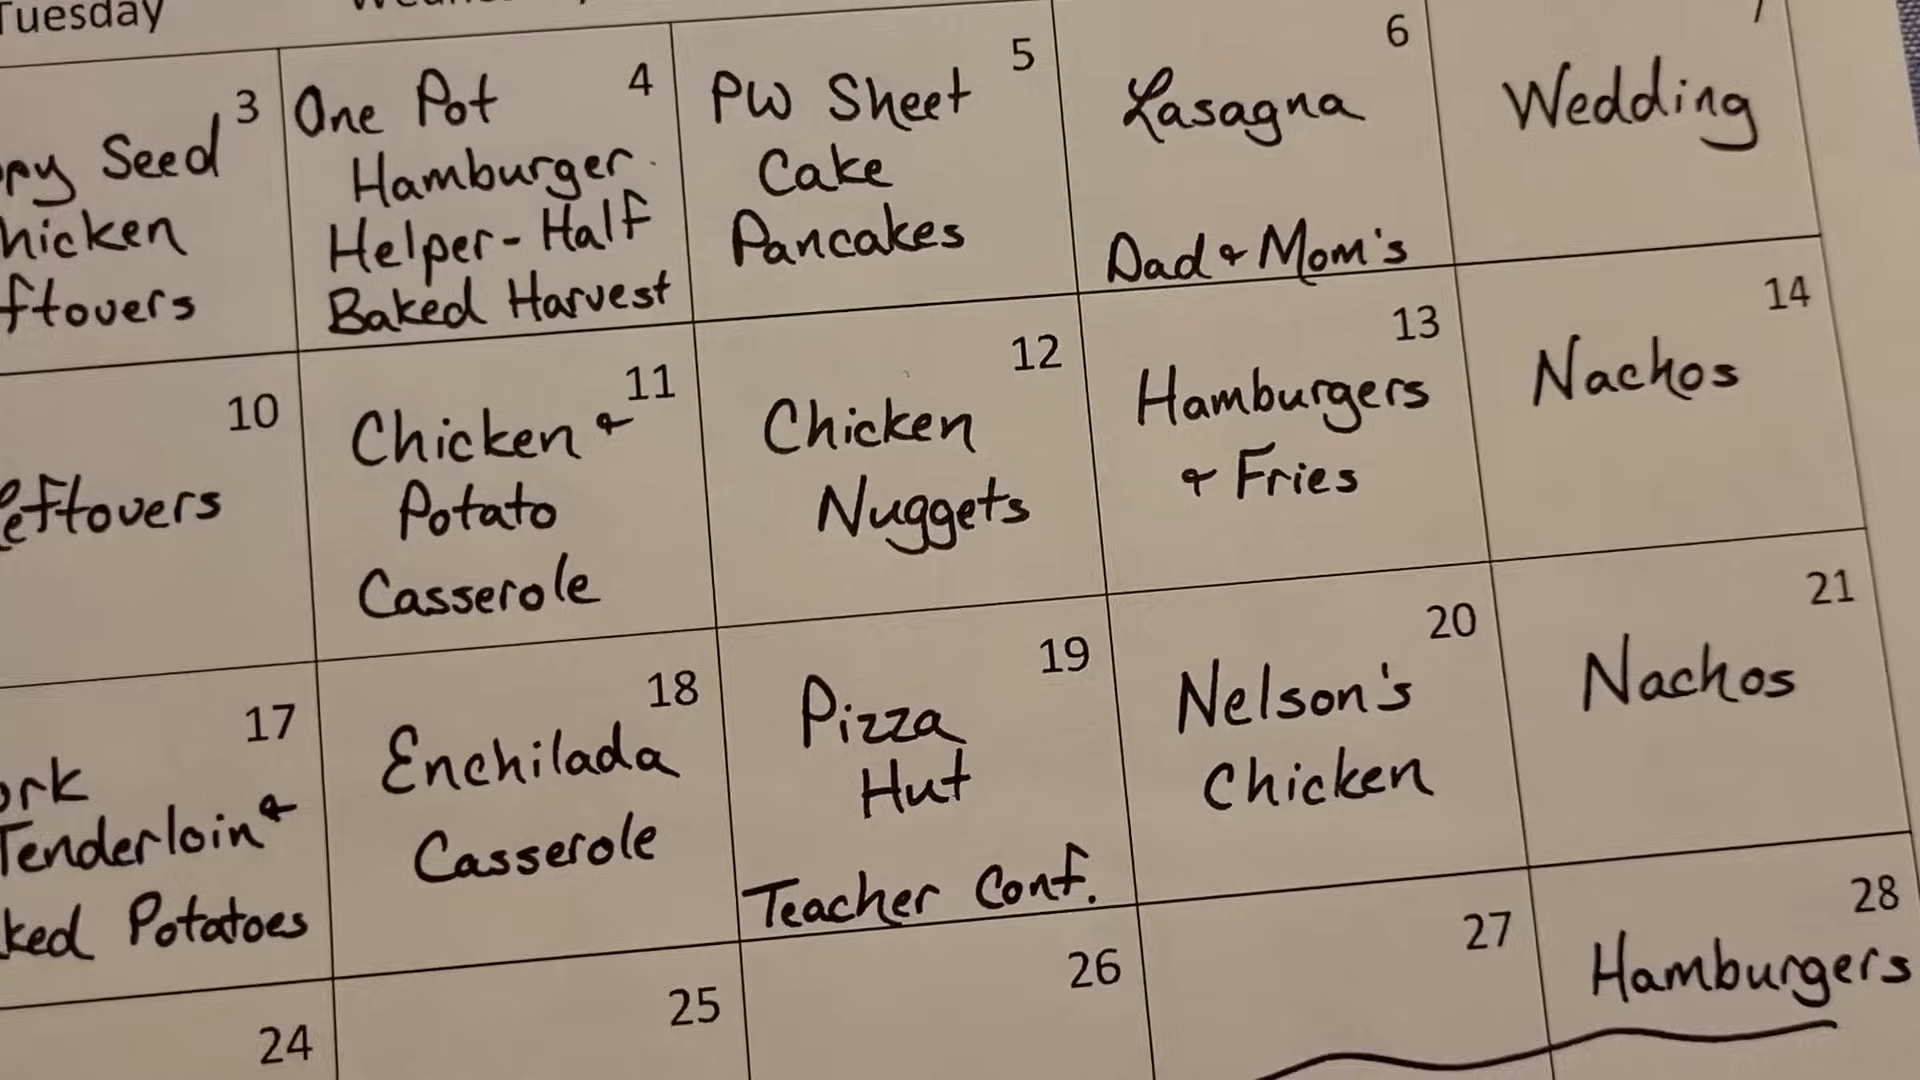 Tuesday
3
Seed
ftovers
4
One Pot
Hamburger
Helper - Half
Baked Harvest
5
PW Sheet
Cake
Pancakes
6
Lasagna
Dad & Mom's
Wedding
10
eftovers
11
Chicken &
Potato
Casserole
12
Chicken
Nuggets
13
Hamburgers
& Fries
14
Nachos
17
ork
Tenderloin &
ked Potatoes
18
Enchilada
Casserole
19
Pizza
Hut
Teacher Conf.
20
Nelson's
Chicken
21
Nachos
24
25
26
27
28
Hamburgers